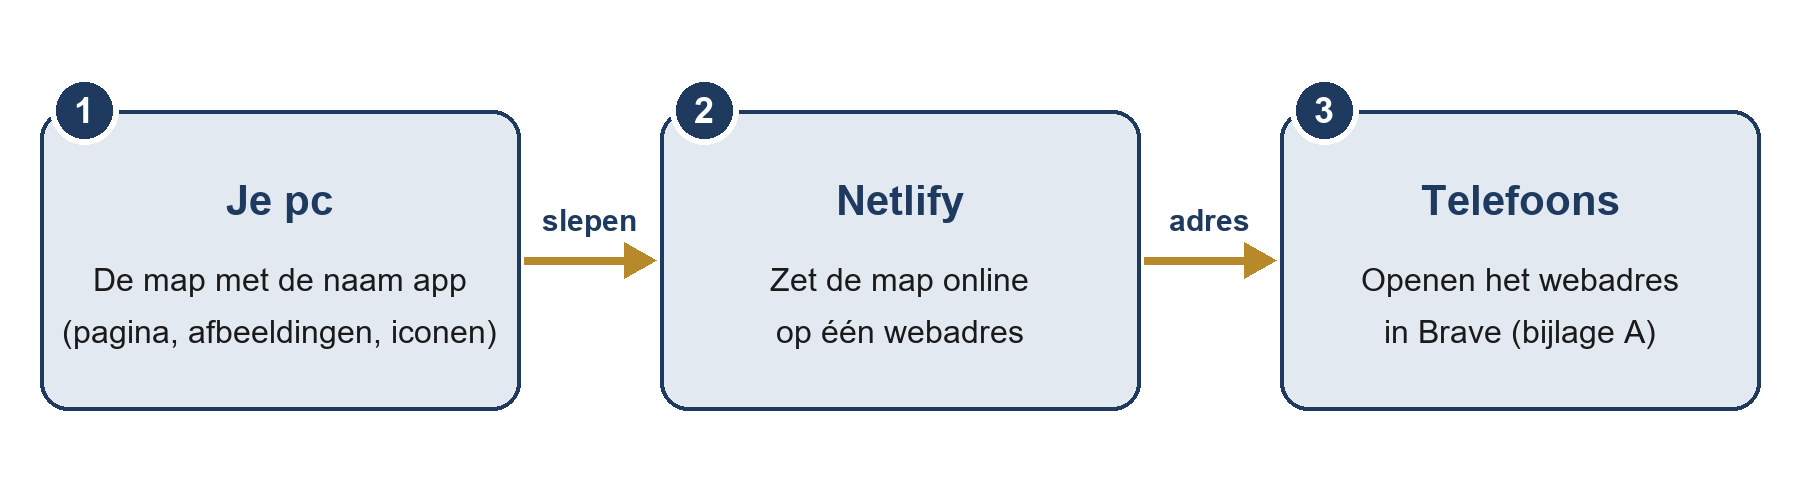 1
Je pc
De map met de naam app
(pagina, afbeeldingen, iconen)
slepen
2
Netlify
Zet de map online
op één webadres
adres
3
Telefoons
Openen het webadres
in Brave (bijlage A)